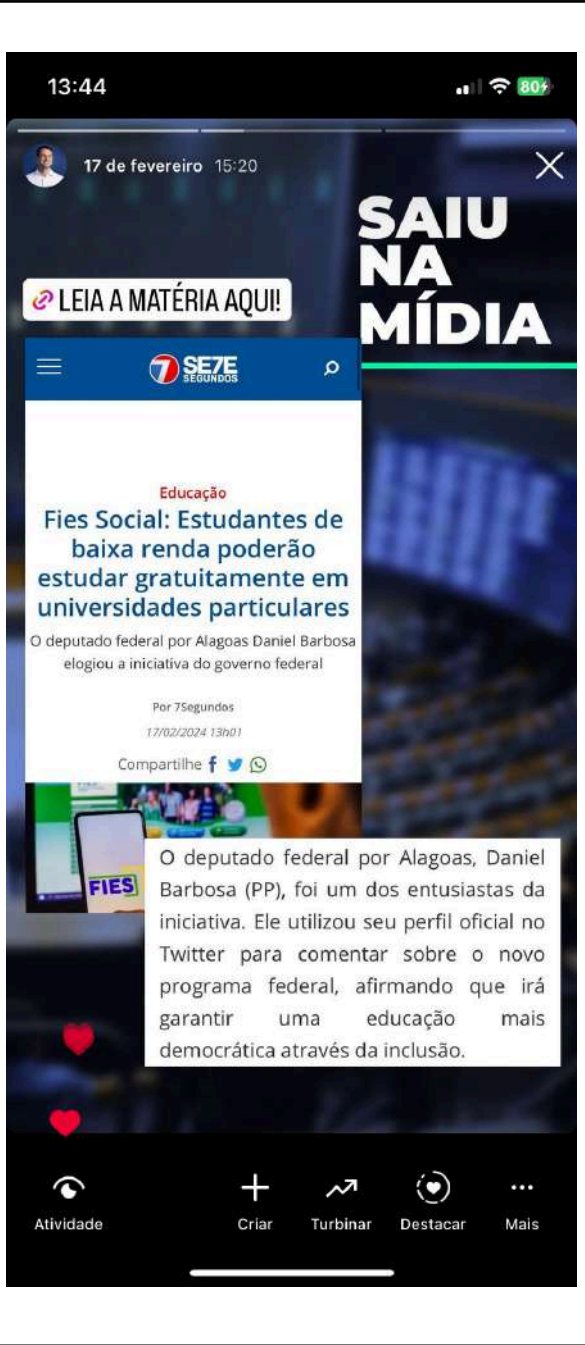 13:44
80
17 de fevereiro 15:20
SAIU
NA
MÍDIA
LEIA A MATÉRIA AQUI!
7 SE7E
SEGUNDOS
Educação
Fies Social: Estudantes de
baixa renda poderão
estudar gratuitamente em
universidades particulares
O deputado federal por Alagoas Daniel Barbosa
elogiou a iniciativa do governo federal
Por 7Segundos
17/02/2024 13h01
Compartilhe
FIES
O deputado federal por Alagoas, Daniel
Barbosa (PP), foi um dos entusiastas da
iniciativa. Ele utilizou seu perfil oficial no
Twitter para comentar sobre o novo
programa federal, afirmando que irá
garantir uma educação mais
democrática através da inclusão.
Atividade
Criar
Turbinar
Destacar
Mais